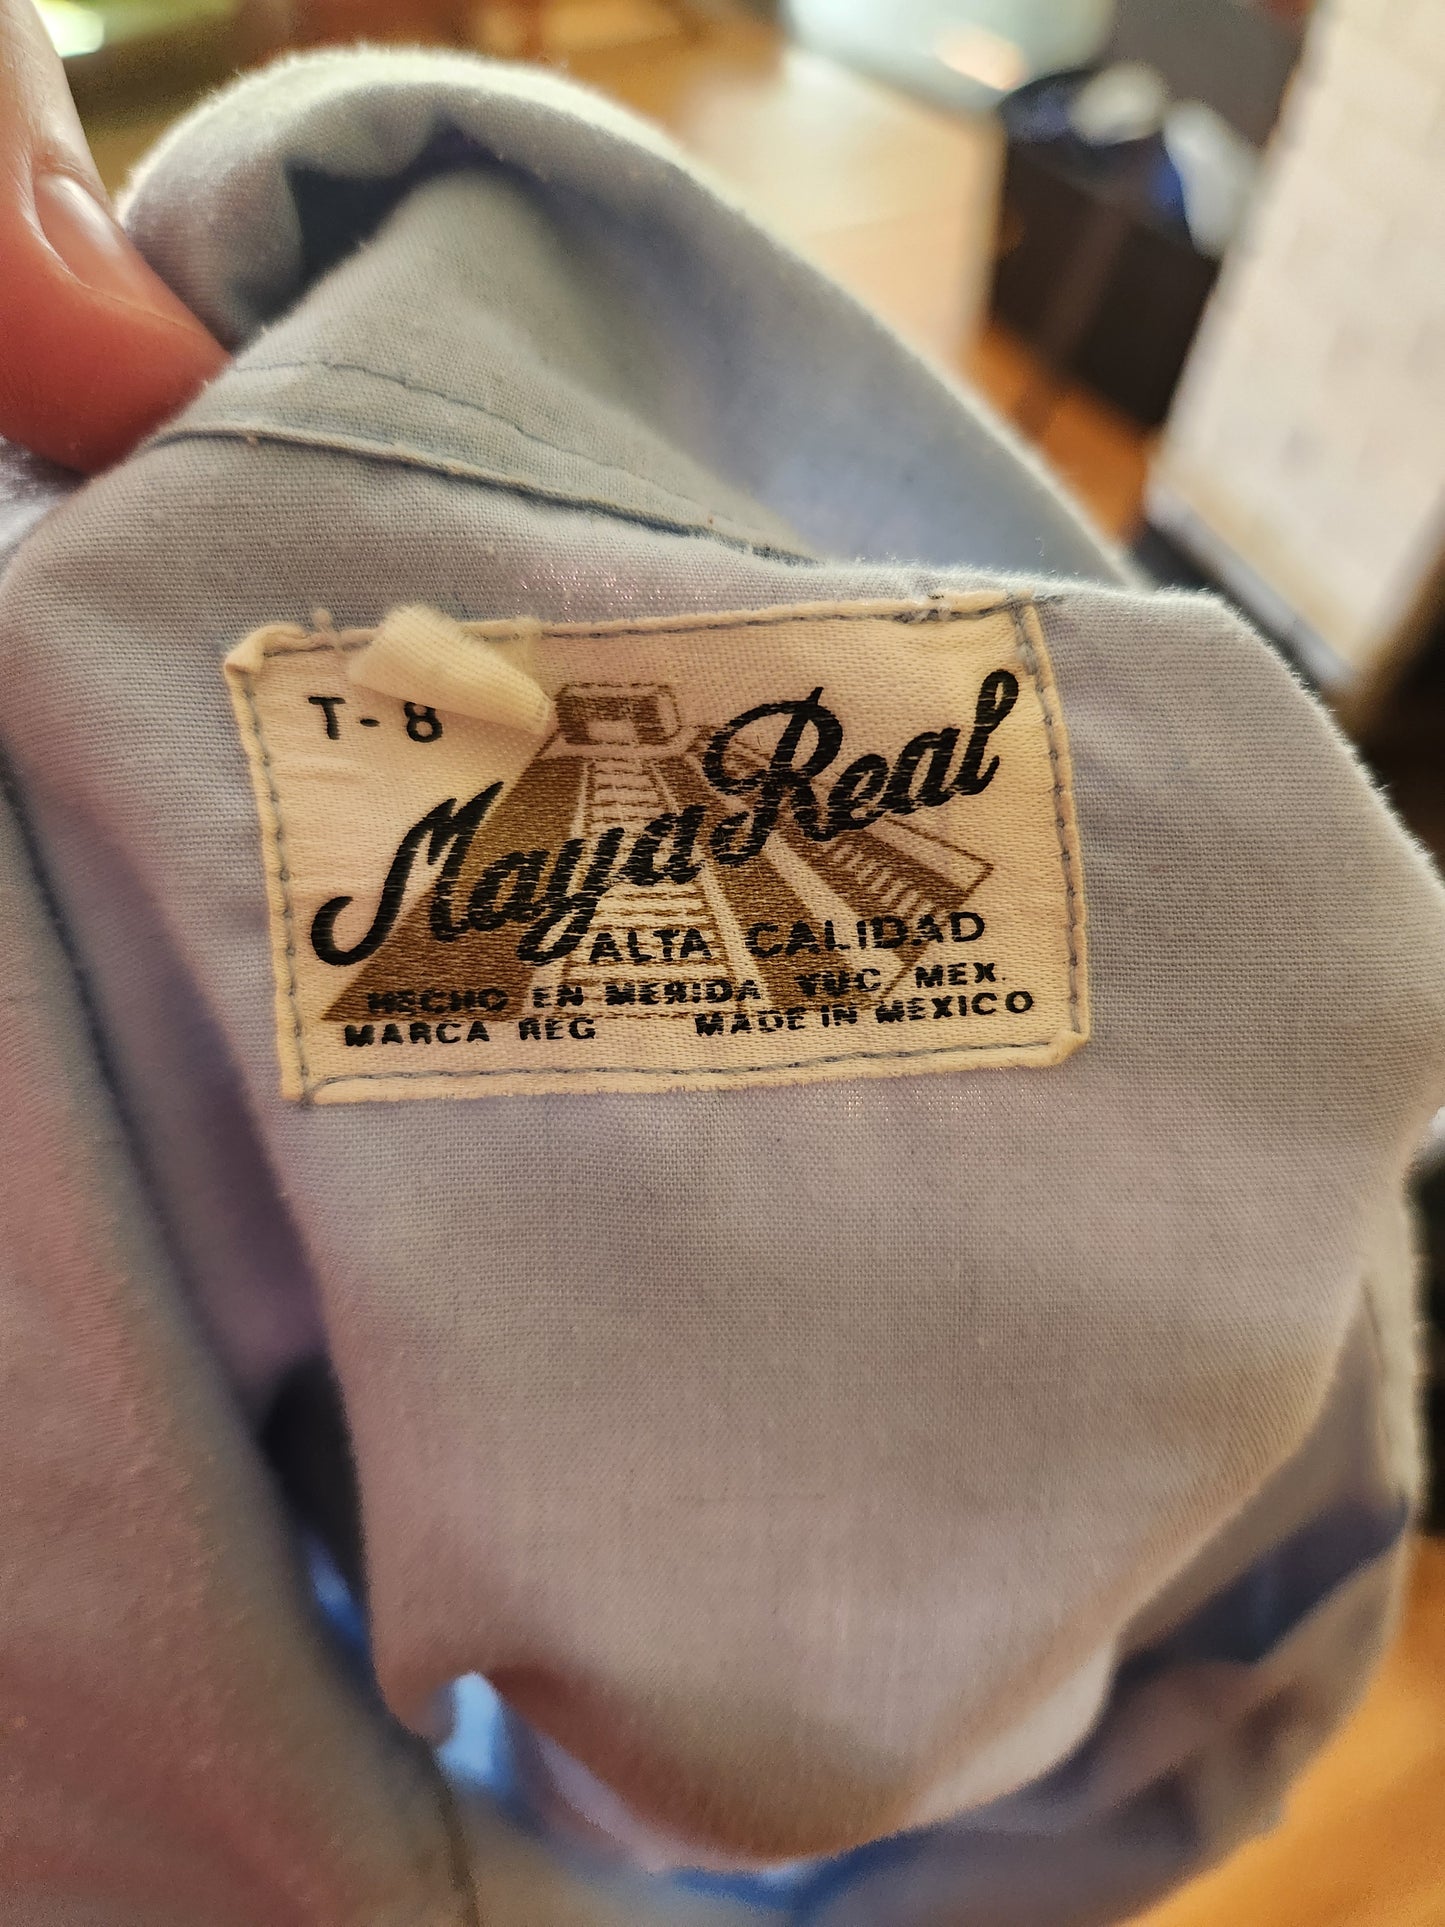 T-8
Maya Real
ALTA CALIDAD
HECHO EN MERIDA YUC. MEX.
MARCA REG MADE IN MEXICO